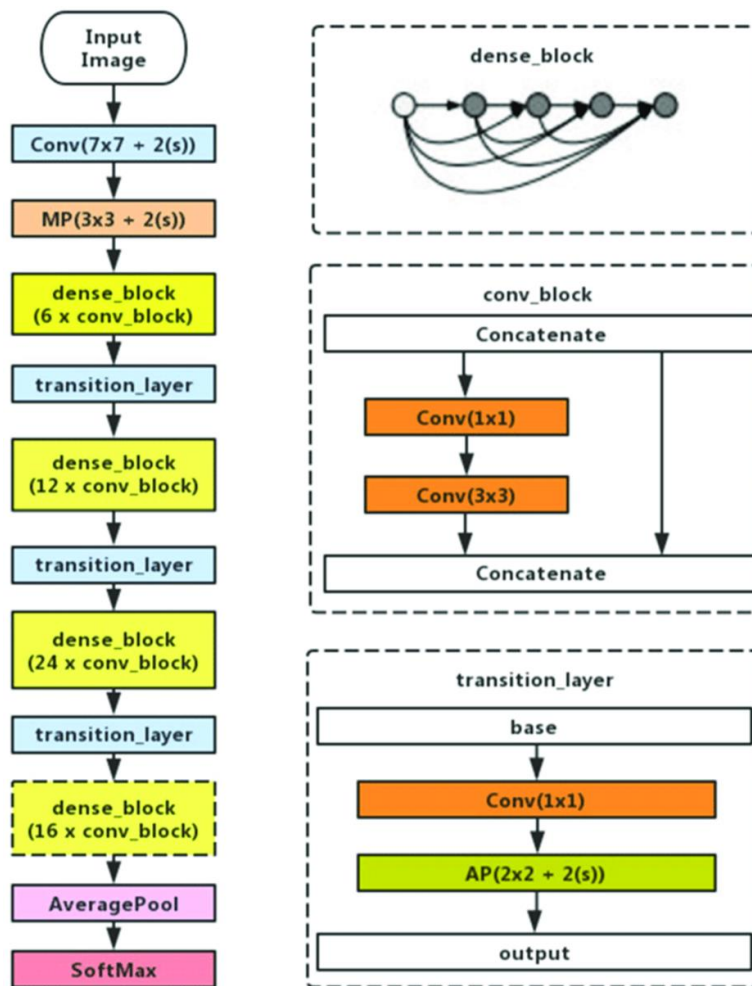 Input
Image
Conv(7x7 + 2(s))
MP(3x3 + 2(s))
dense_block
(6 x conv_block)
transition_layer
dense_block
(12 x conv_block)
transition_layer
dense_block
(24 x conv_block)
transition_layer
dense_block
(16 x conv_block)
AveragePool
SoftMax
dense_block
conv_block
Concatenate
Conv(1x1)
Conv(3x3)
Concatenate
transition_layer
base
Conv(1x1)
AP(2x2 + 2(s))
output